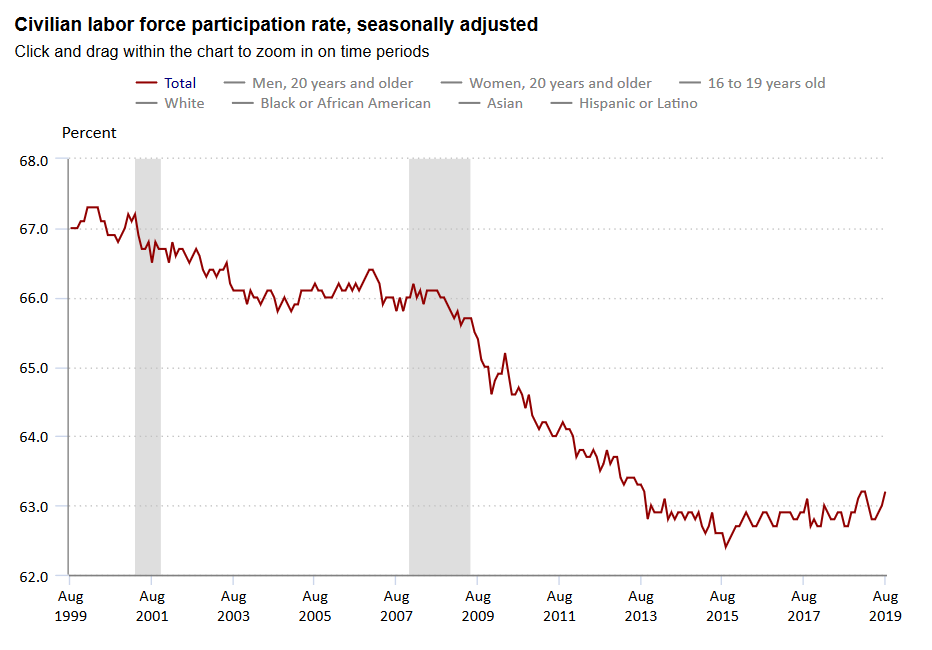 Civilian labor force participation rate, seasonally adjusted
Click and drag within the chart to zoom in on time periods
Total Men, 20 years and older Women, 20 years and older 16 to 19 years old
White Black or African American Asian Hispanic or Latino
Percent
68.0
67.0
66.0
65.0
64.0
63.0
62.0
Aug Aug Aug Aug Aug Aug Aug Aug Aug Aug Aug
1999 2001 2003 2005 2007 2009 2011 2013 2015 2017 2019